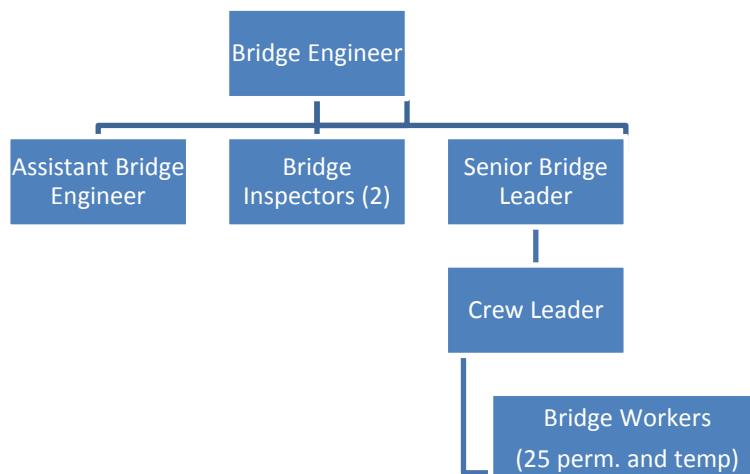 Bridge Engineer
Assistant Bridge
Engineer
Bridge
Inspectors (2)
Senior Bridge
Leader
Crew Leader
Bridge Workers
(25 perm. and temp)